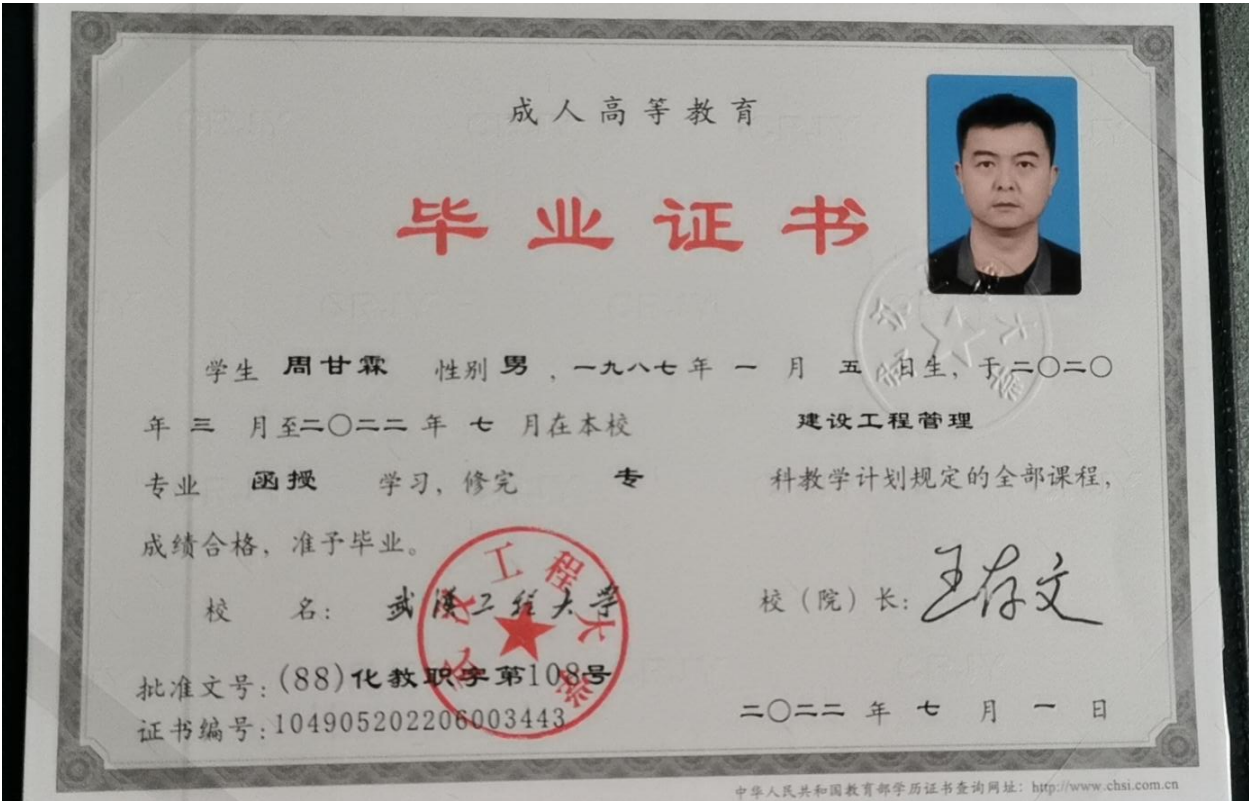 成人高等教育
毕业证书
学生 周甘霖 性别 男 ，一九八七年 一 月 五 日生，于二〇二〇
年 三 月至二〇二二 年 七 月在本校 建设工程管理
专业 函授 学习，修完 专 科教学计划规定的全部课程，
成绩合格，准予毕业。
校 名： 武汉工程大学 校（院）长：王存文
批准文号：(88)化教职字第108号
证书编号：104905202206003443
二〇二二 年 七 月 一 日
中华人民共和国教育部学历证书查询网址：http://www.chsi.com.cn